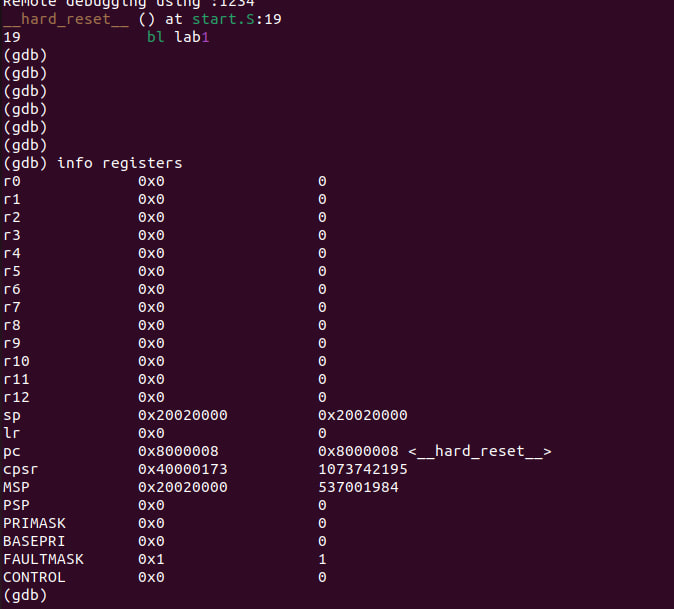 Remote debugging using :1234
__hard_reset__ () at start.S:19
19 bl lab1
(gdb)
(gdb)
(gdb)
(gdb)
(gdb)
(gdb)
(gdb) info registers
r0 0x0 0
r1 0x0 0
r2 0x0 0
r3 0x0 0
r4 0x0 0
r5 0x0 0
r6 0x0 0
r7 0x0 0
r8 0x0 0
r9 0x0 0
r10 0x0 0
r11 0x0 0
r12 0x0 0
sp 0x20020000 0x20020000
lr 0x0 0
pc 0x8000008 0x8000008 <__hard_reset__>
cpsr 0x40000173 1073742195
MSP 0x20020000 537001984
PSP 0x0 0
PRIMASK 0x0 0
BASEPRI 0x0 0
FAULTMASK 0x1 1
CONTROL 0x0 0
(gdb)